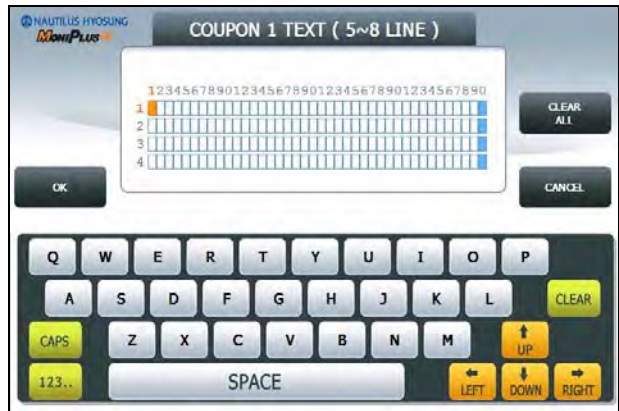 NAUTILUS HYOSUNG
MoniPlus
COUPON 1 TEXT ( 5~8 LINE )
1234567890123456789012345678901234567890
1
2
3
4
CLEAR
ALL
OK
CANCEL
Q W E R T Y U I O P
A S D F G H J K L CLEAR
CAPS Z X C V B N M UP
123.. SPACE LEFT DOWN RIGHT